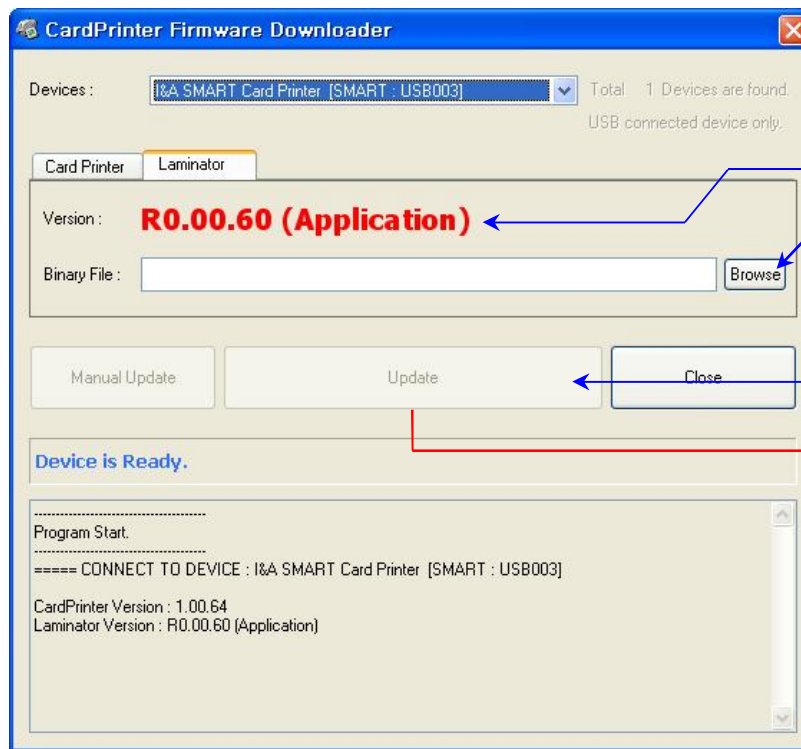 CardPrinter Firmware Downloader
Devices : I&A SMART Card Printer [SMART : USB003] Total 1 Devices are found.
USB connected device only.
Card Printer Laminator
Version : R0.00.60 (Application)
Binary File : Browse
Manual Update Update Close
Device is Ready.
----------------------------------------
Program Start.
----------------------------------------
===== CONNECT TO DEVICE : I&A SMART Card Printer [SMART : USB003]
CardPrinter Version : 1.00.64
Laminator Version : R0.00.60 (Application)